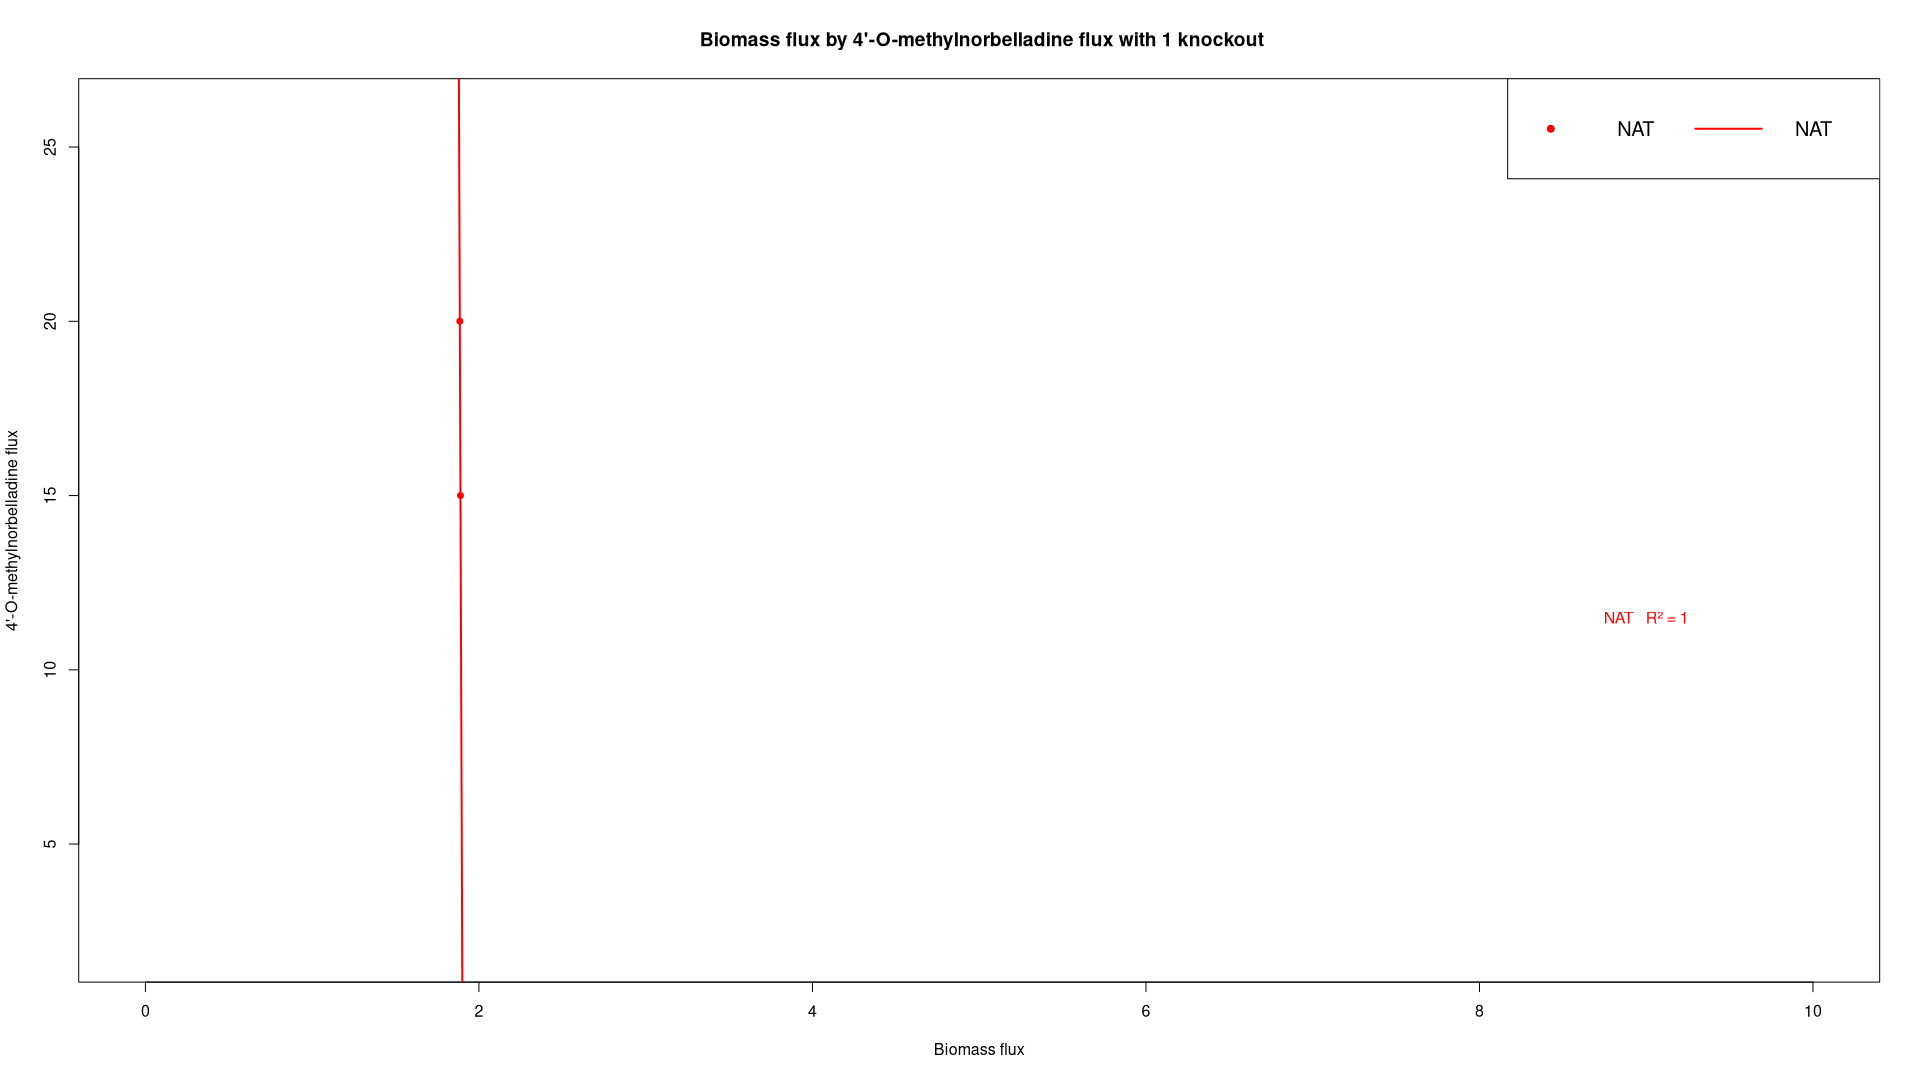 Biomass flux by 4'-O-methylnorbelladine flux with 1 knockout
NAT NAT
4'-O-methylnorbelladine flux
25
20
15
10
5
NAT R² = 1
0 2 4 6 8 10
Biomass flux